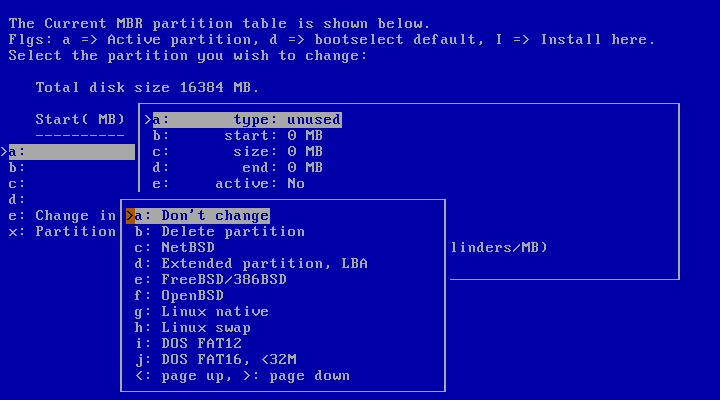 The Current MBR partition table is shown below.
Flgs: a => Active partition, d => bootselect default, I => Install here.
Select the partition you wish to change:
Total disk size 16384 MB.
Start( MB)
----------
>a:
b:
c:
d:
e: Change in
x: Partition
>a: type: unused
b: start: 0 MB
c: size: 0 MB
d: end: 0 MB
e: active: No
linders/MB)
>a: Don't change
b: Delete partition
c: NetBSD
d: Extended partition, LBA
e: FreeBSD/386BSD
f: OpenBSD
g: Linux native
h: Linux swap
i: DOS FAT12
j: DOS FAT16, <32M
<: page up, >: page down